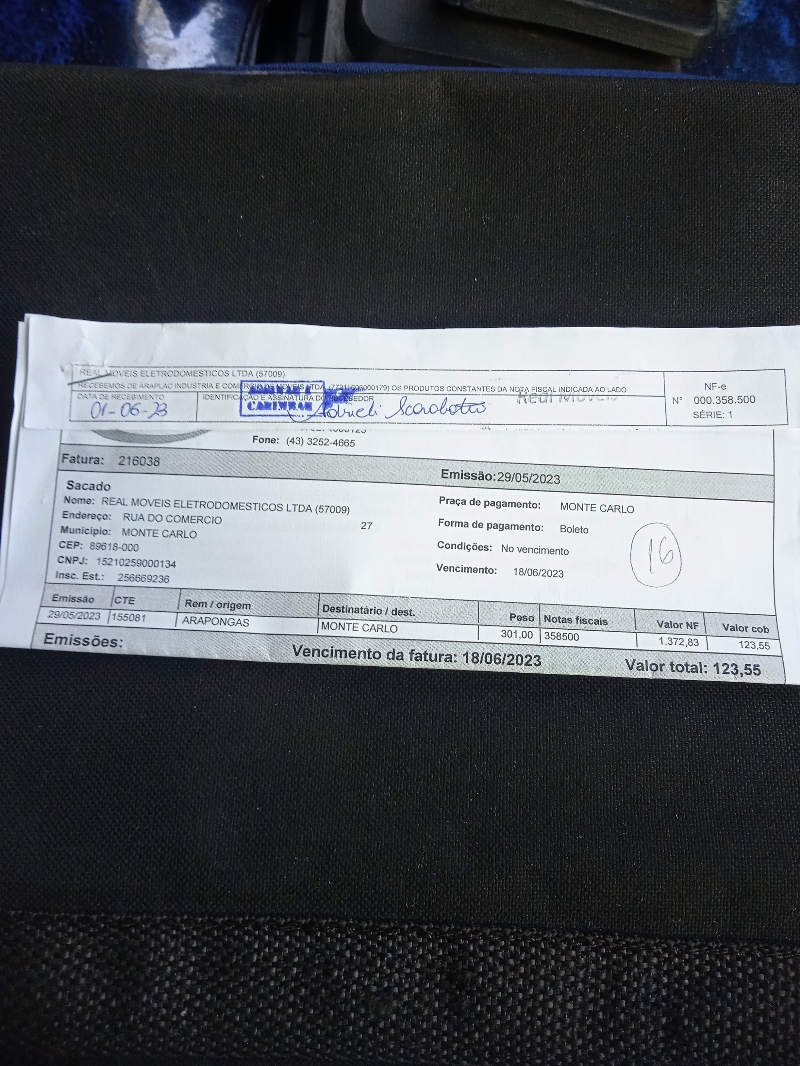 REAL MOVEIS ELETRODOMESTICOS LTDA (57009)
RECEBEMOS DE ARAPLAC INDUSTRIA E COMERCIO DE MOVEIS LTDA OS PRODUTOS CONSTANTES DA NOTA FISCAL INDICADA AO LADO
DATA DE RECEBIMENTO
IDENTIFICAÇÃO E ASSINATURA DO RECEBEDOR
01-06-23
CARIMBAR
Real Moveis
NF-e
N° 000.358.500
SÉRIE: 1
Fone: (43) 3252-4665
Fatura: 216038
Emissão:29/05/2023
Sacado
Nome: REAL MOVEIS ELETRODOMESTICOS LTDA (57009)
Endereço: RUA DO COMERCIO 27
Município: MONTE CARLO
CEP: 89618-000
CNPJ: 15210259000134
Insc. Est.: 256669236
Praça de pagamento: MONTE CARLO
Forma de pagamento: Boleto
Condições: No vencimento
Vencimento: 18/06/2023
16
Emissão CTE Rem / origem Destinatário / dest. Peso Notas fiscais Valor NF Valor cob
29/05/2023 155081 ARAPONGAS MONTE CARLO 301,00 358500 1.372,83 123,55
Emissões: Vencimento da fatura: 18/06/2023 Valor total: 123,55